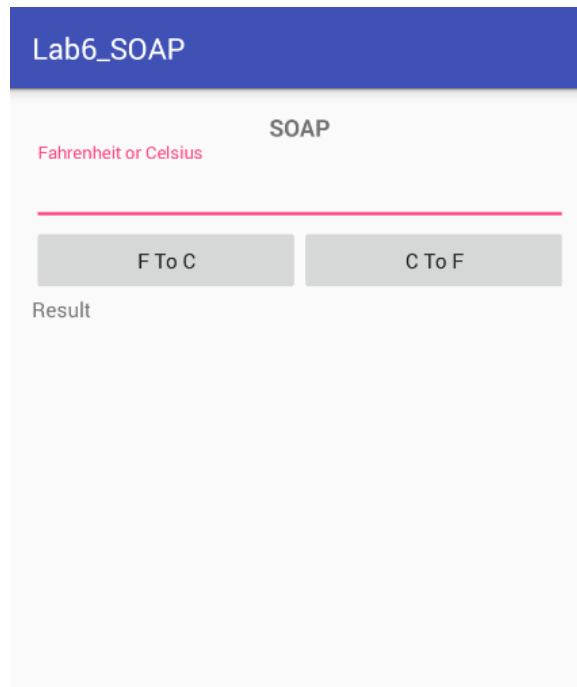 Lab6_SOAP
SOAP
Fahrenheit or Celsius
F To C C To F
Result